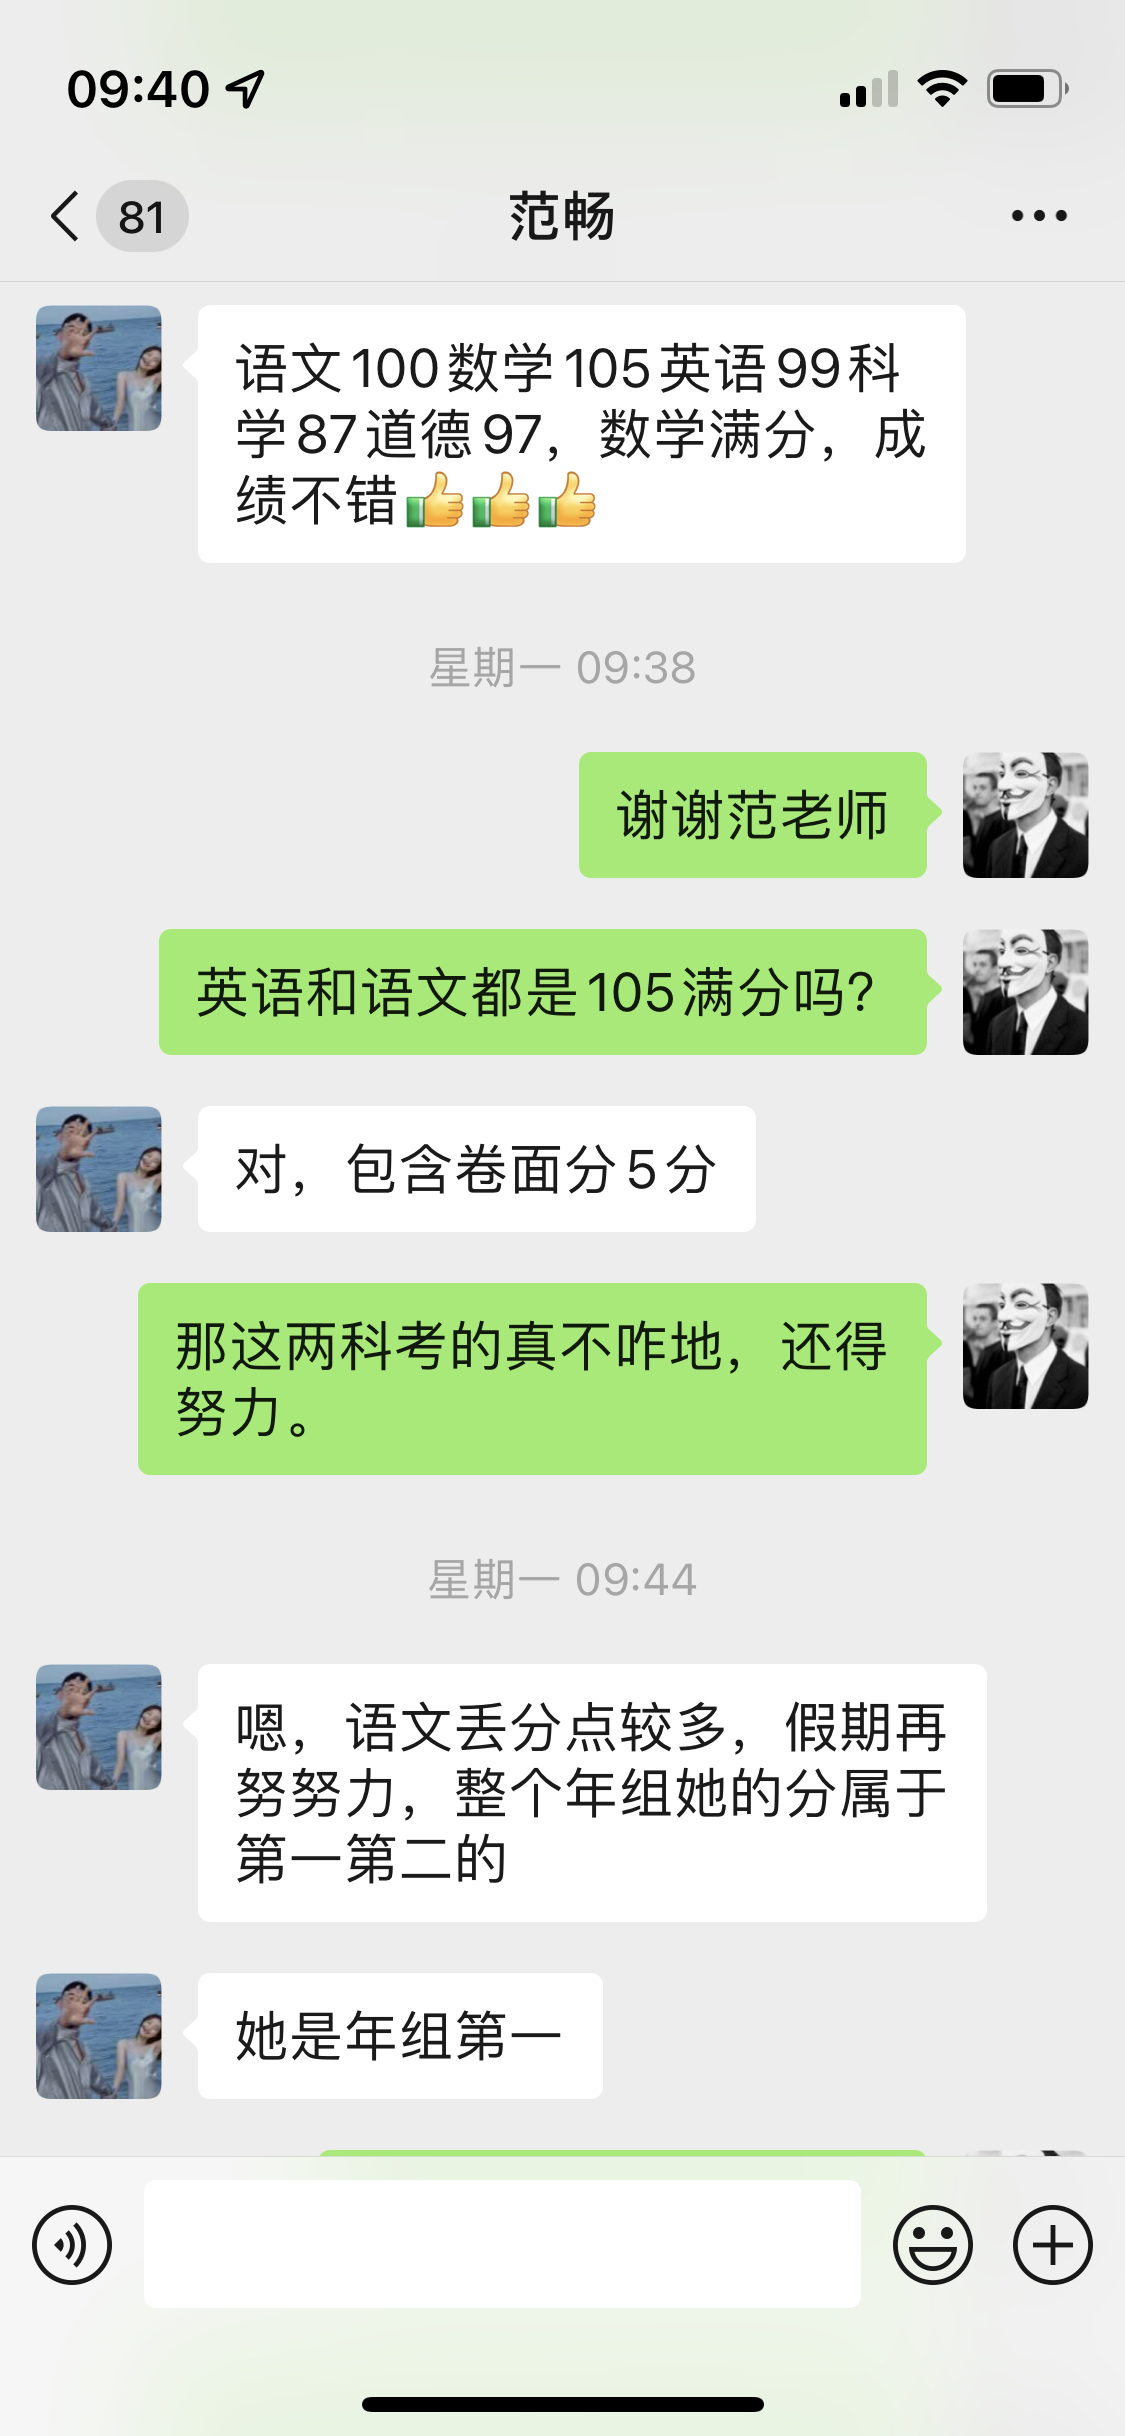 09:40
81
范畅
语文100数学105英语99科
学87道德97，数学满分，成
绩不错👍👍👍
星期一 09:38
谢谢范老师
英语和语文都是105满分吗?
对，包含卷面分5分
那这两科考的真不咋地，还得
努力。
星期一 09:44
嗯，语文丢分点较多，假期再
努努力，整个年组她的分属于
第一第二的
她是年组第一